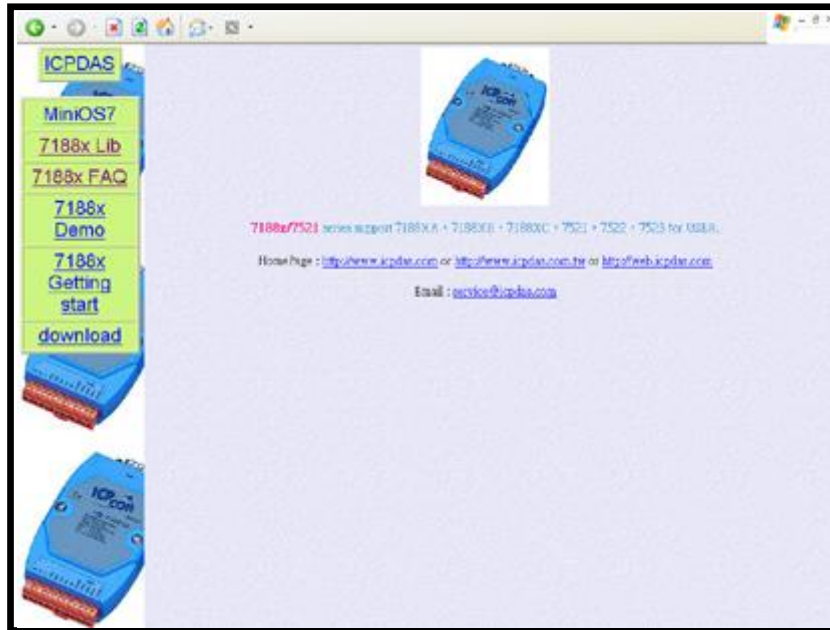 ICPDAS
MiniOS7
7188x Lib
7188x FAQ
7188x
Demo
7188x
Getting
start
download
ICP
CON
7188x/7521 series support 7188XA、7188XB、7188XC、7521、7522、7523 for USER.
Home Page : http://www.icpdas.com or http://www.icpdas.com.tw or http://web.icpdas.com
Email : service@icpdas.com